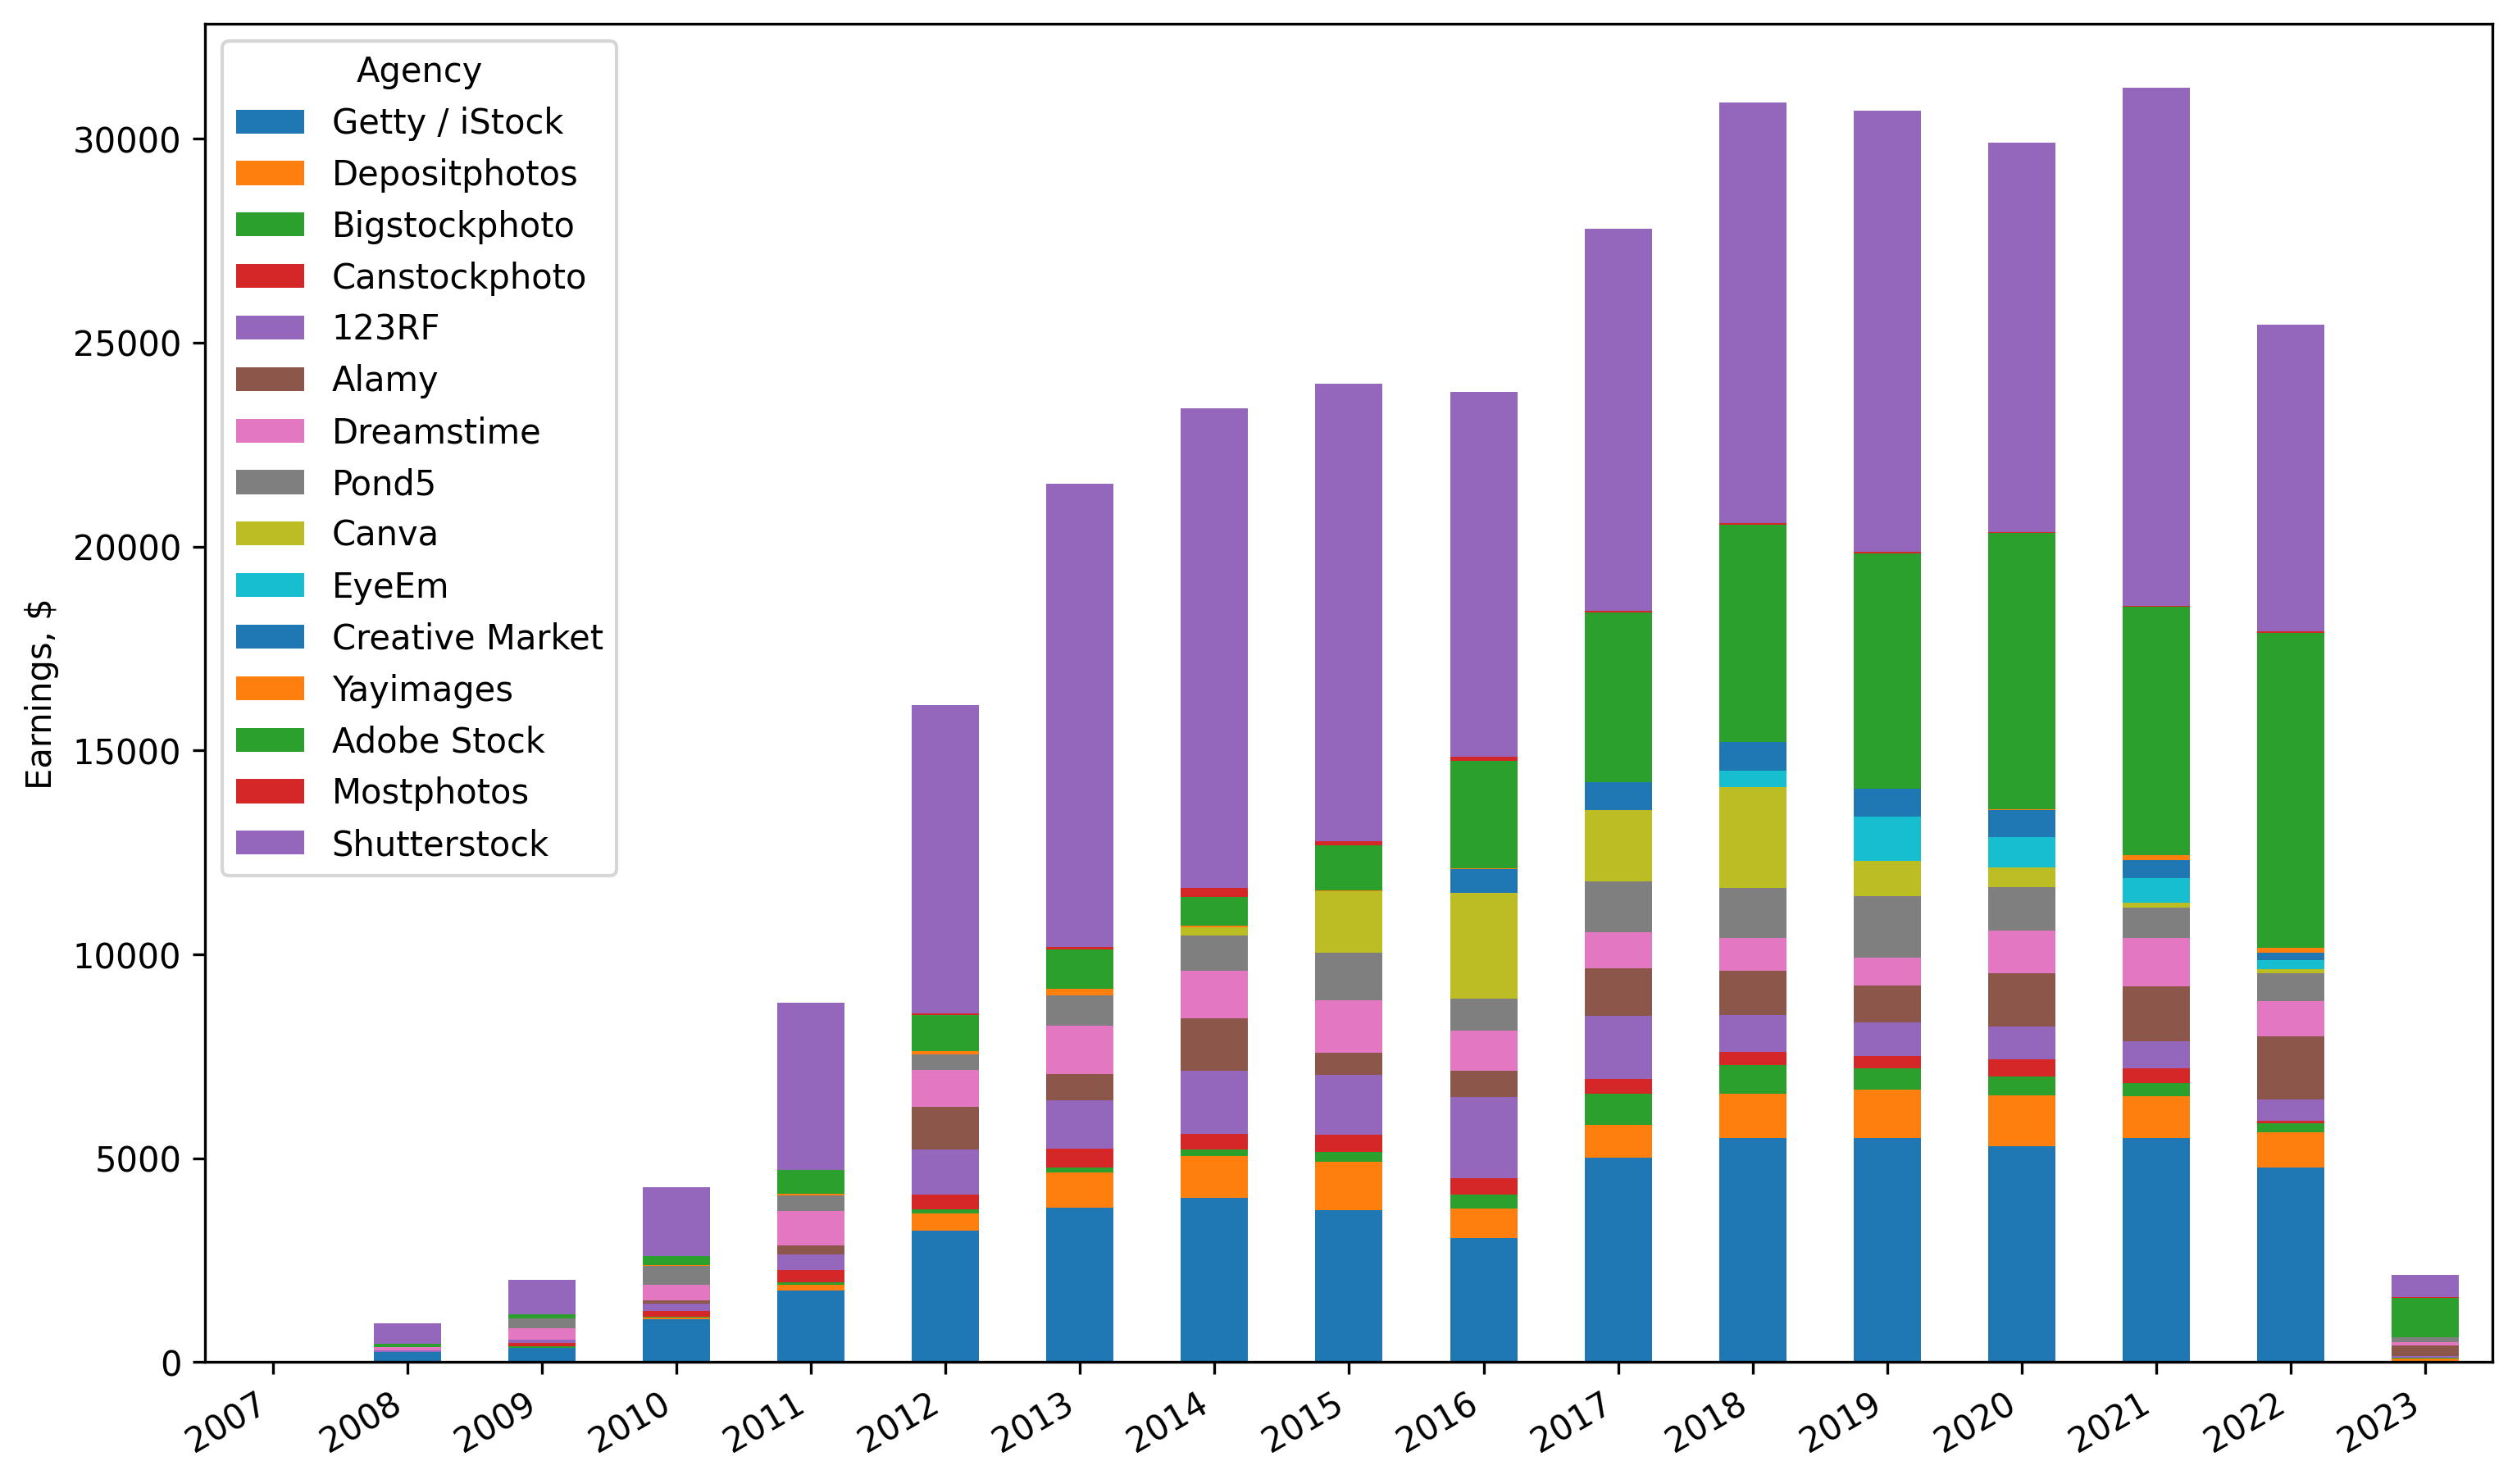 Agency
Getty / iStock
Depositphotos
Bigstockphoto
Canstockphoto
123RF
Alamy
Dreamstime
Pond5
Canva
EyeEm
Creative Market
Yayimages
Adobe Stock
Mostphotos
Shutterstock
Earnings, $
30000
25000
20000
15000
10000
5000
0
2007
2008
2009
2010
2011
2012
2013
2014
2015
2016
2017
2018
2019
2020
2021
2022
2023